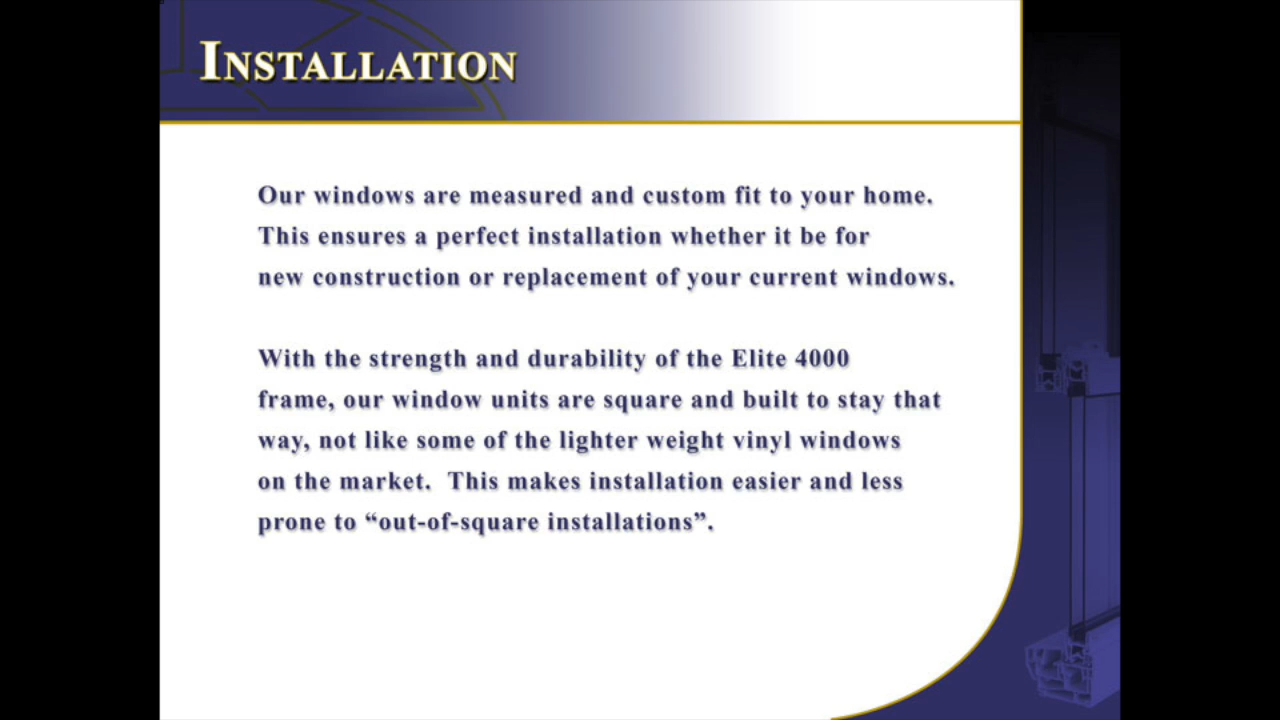 INSTALLATION
Our windows are measured and custom fit to your home.
This ensures a perfect installation whether it be for
new construction or replacement of your current windows.
With the strength and durability of the Elite 4000
frame, our window units are square and built to stay that
way, not like some of the lighter weight vinyl windows
on the market.  This makes installation easier and less
prone to “out-of-square installations”.